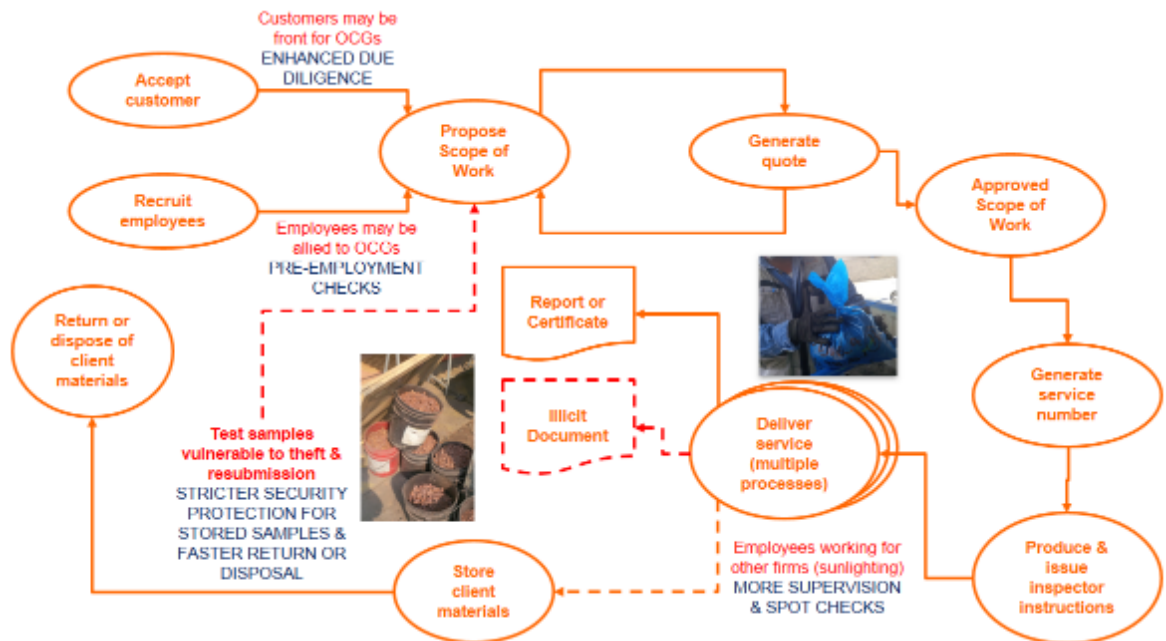 Customers may be
front for OCGs
ENHANCED DUE
DILIGENCE
Accept
customer
Propose
Scope of
Work
Generate
quote
Approved
Scope of
Work
Recruit
employees
Employees may be
allied to OCGs
PRE-EMPLOYMENT
CHECKS
Report or
Certificate
Return or
dispose of
client
materials
Generate
service
number
Illicit
Document
Deliver
service
(multiple
processes)
Test samples
vulnerable to theft &
resubmission
STRICTER SECURITY
PROTECTION FOR
STORED SAMPLES &
FASTER RETURN OR
DISPOSAL
Store
client
materials
Employees working for
other firms (sunlighting)
MORE SUPERVISION
& SPOT CHECKS
Produce &
issue
inspector
instructions